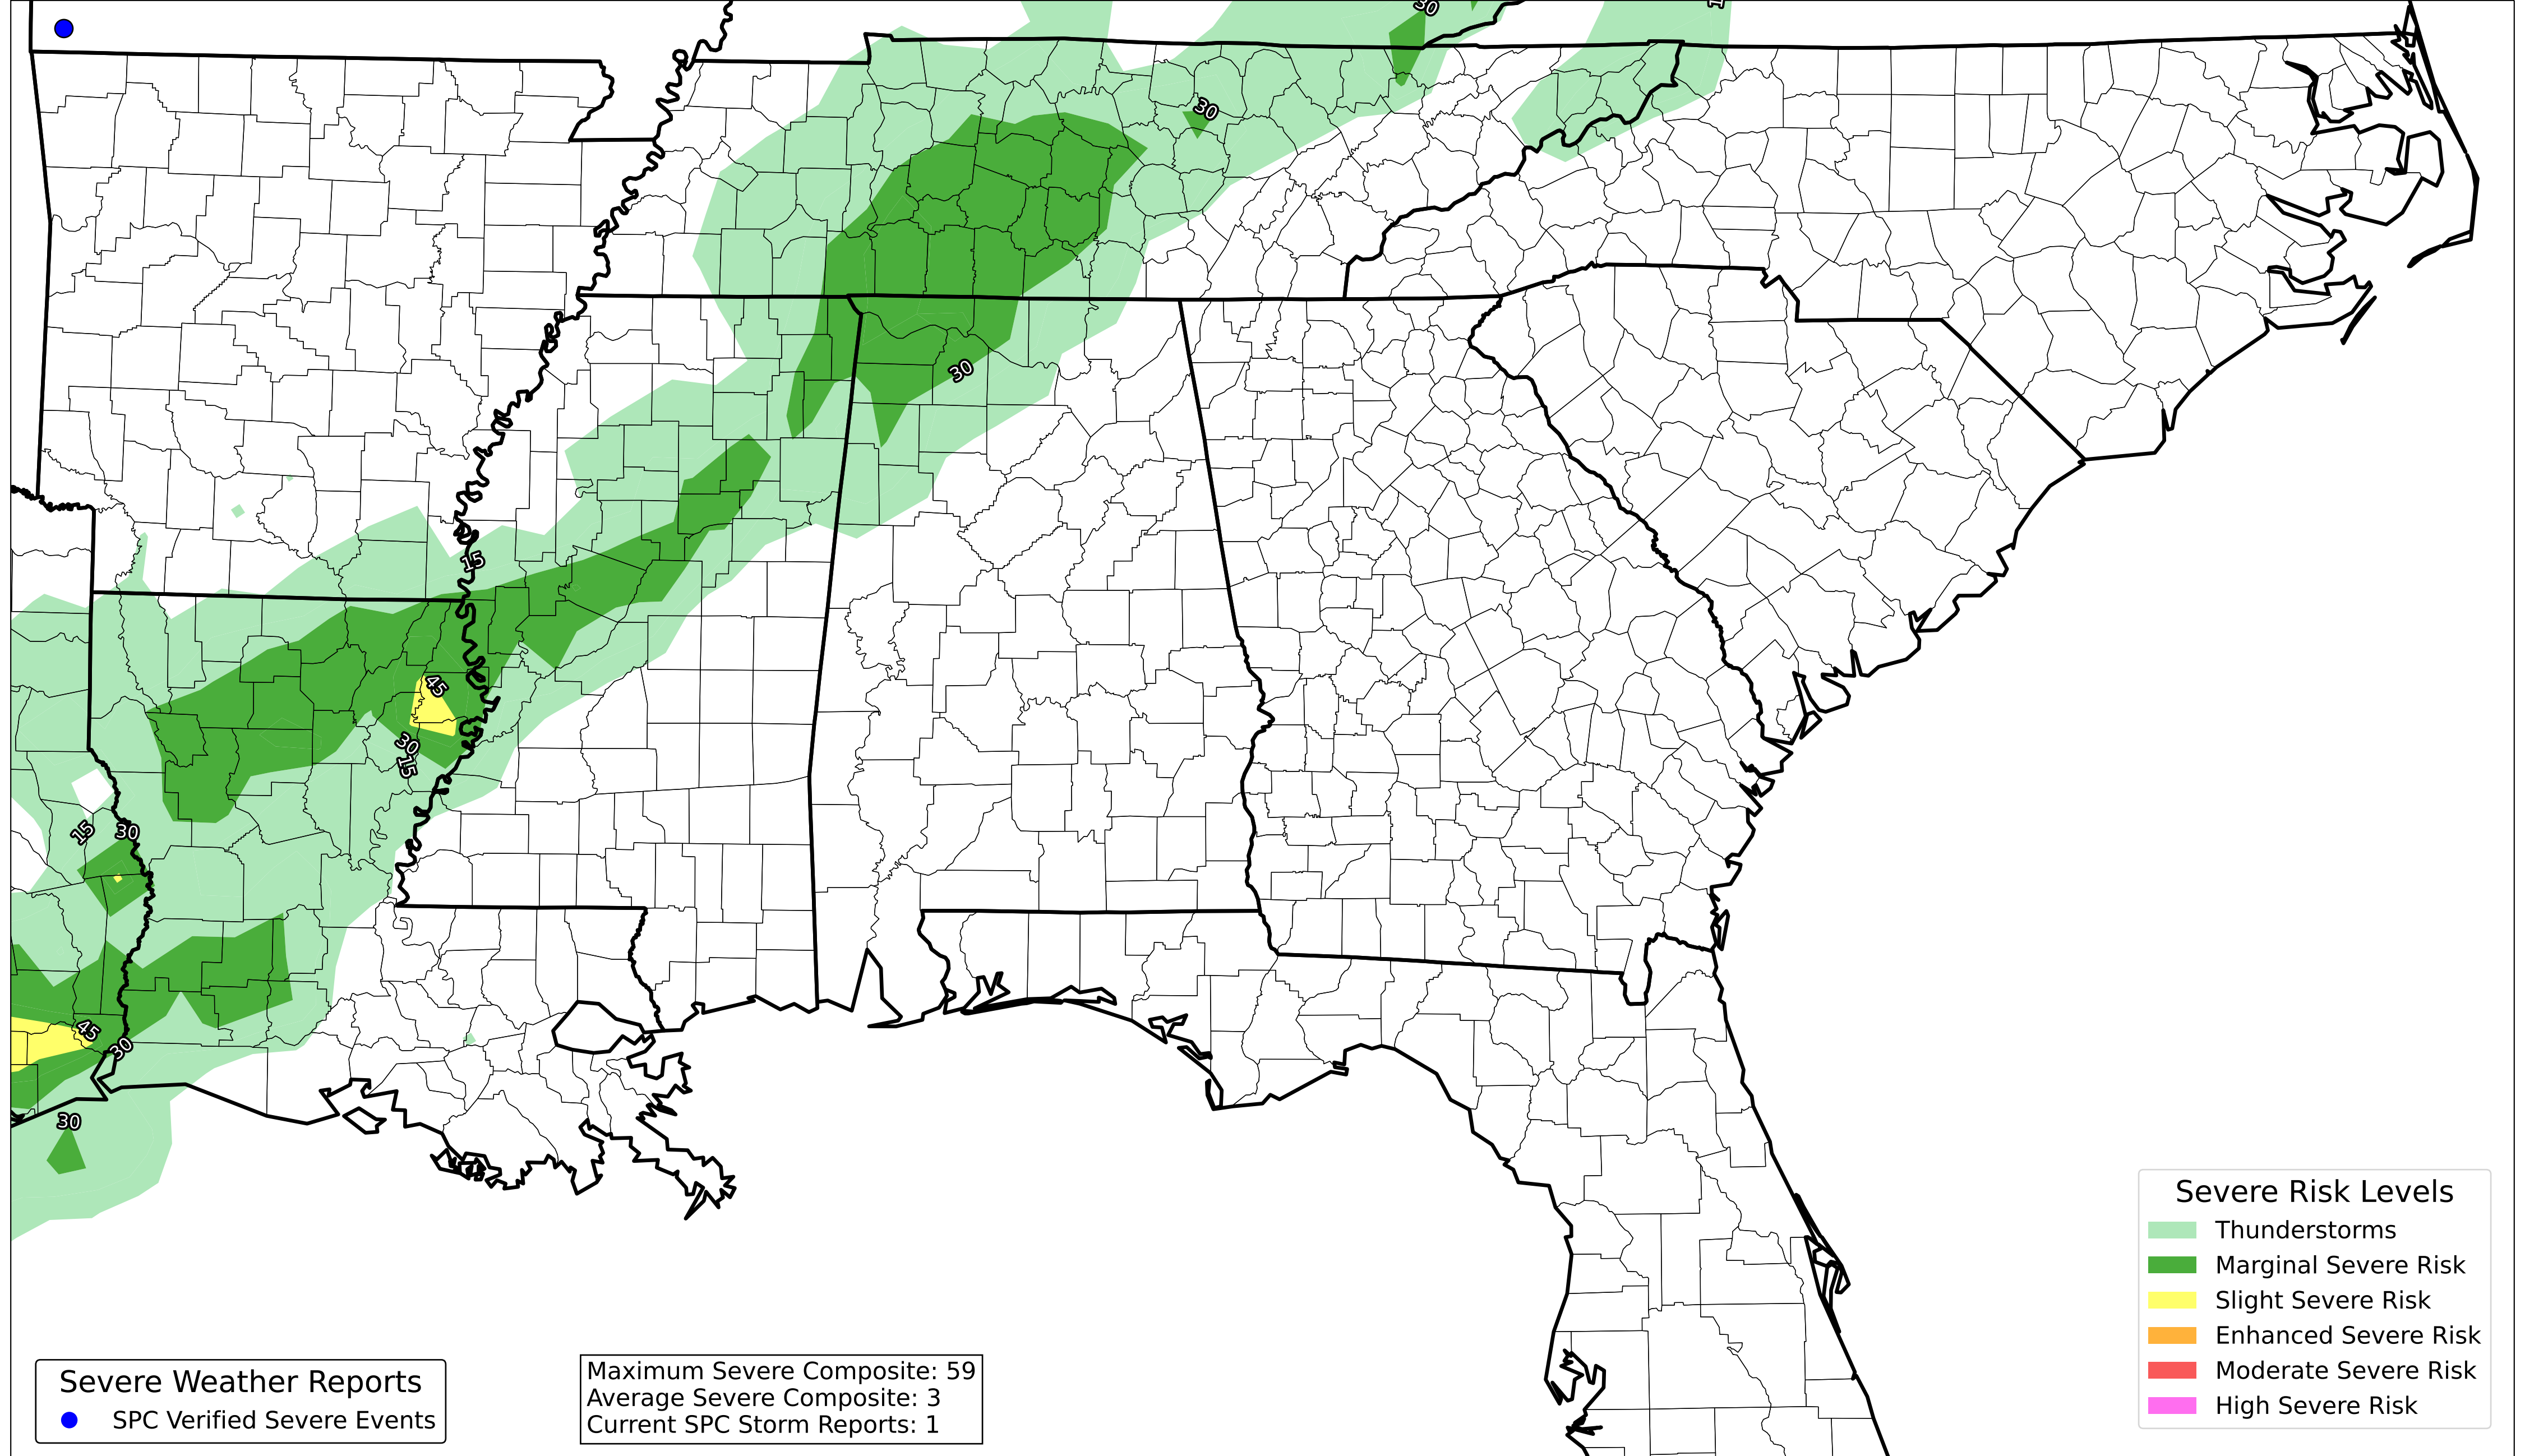 30
1
30
30
15
45
30
15
15
30
45
30
30
Severe Risk Levels
Thunderstorms
Marginal Severe Risk
Slight Severe Risk
Enhanced Severe Risk
Moderate Severe Risk
High Severe Risk
Severe Weather Reports
SPC Verified Severe Events
Maximum Severe Composite: 59
Average Severe Composite: 3
Current SPC Storm Reports: 1